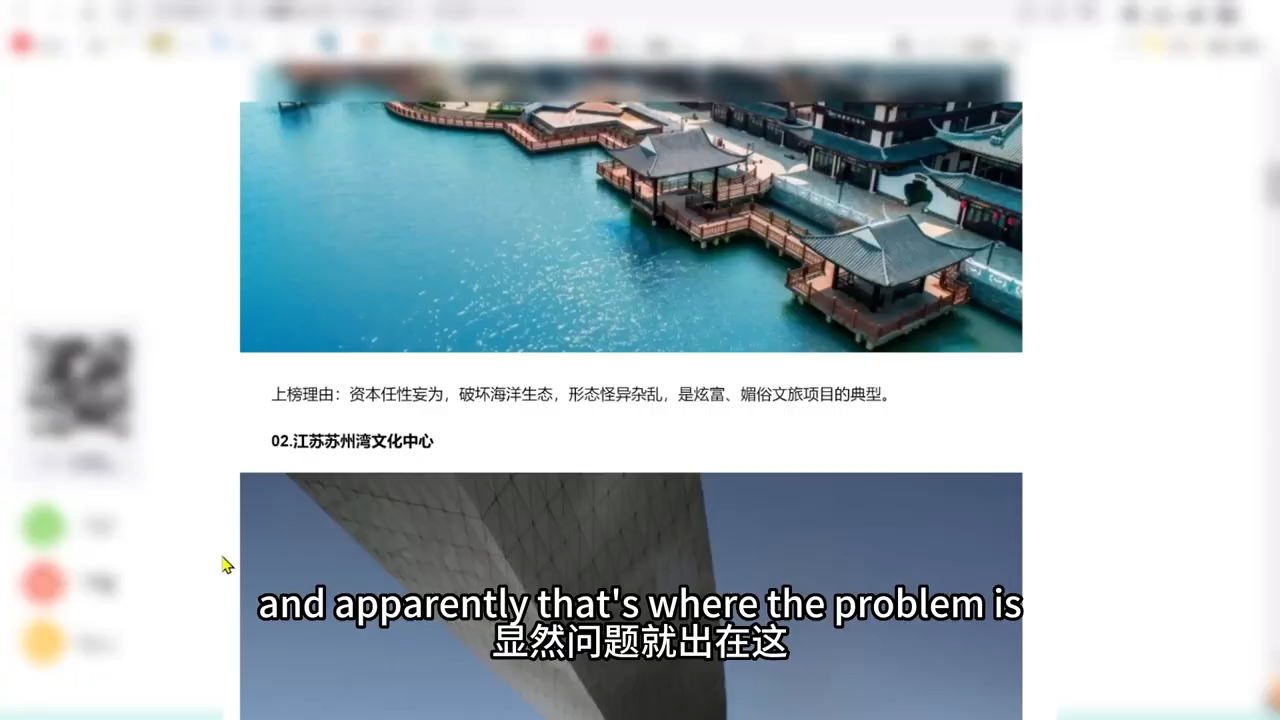 上榜理由：资本任性妄为，破坏海洋生态，形态怪异杂乱，是炫富、媚俗文旅项目的典型。
02.江苏苏州湾文化中心
and apparently that's where the problem is
显然问题就出在这